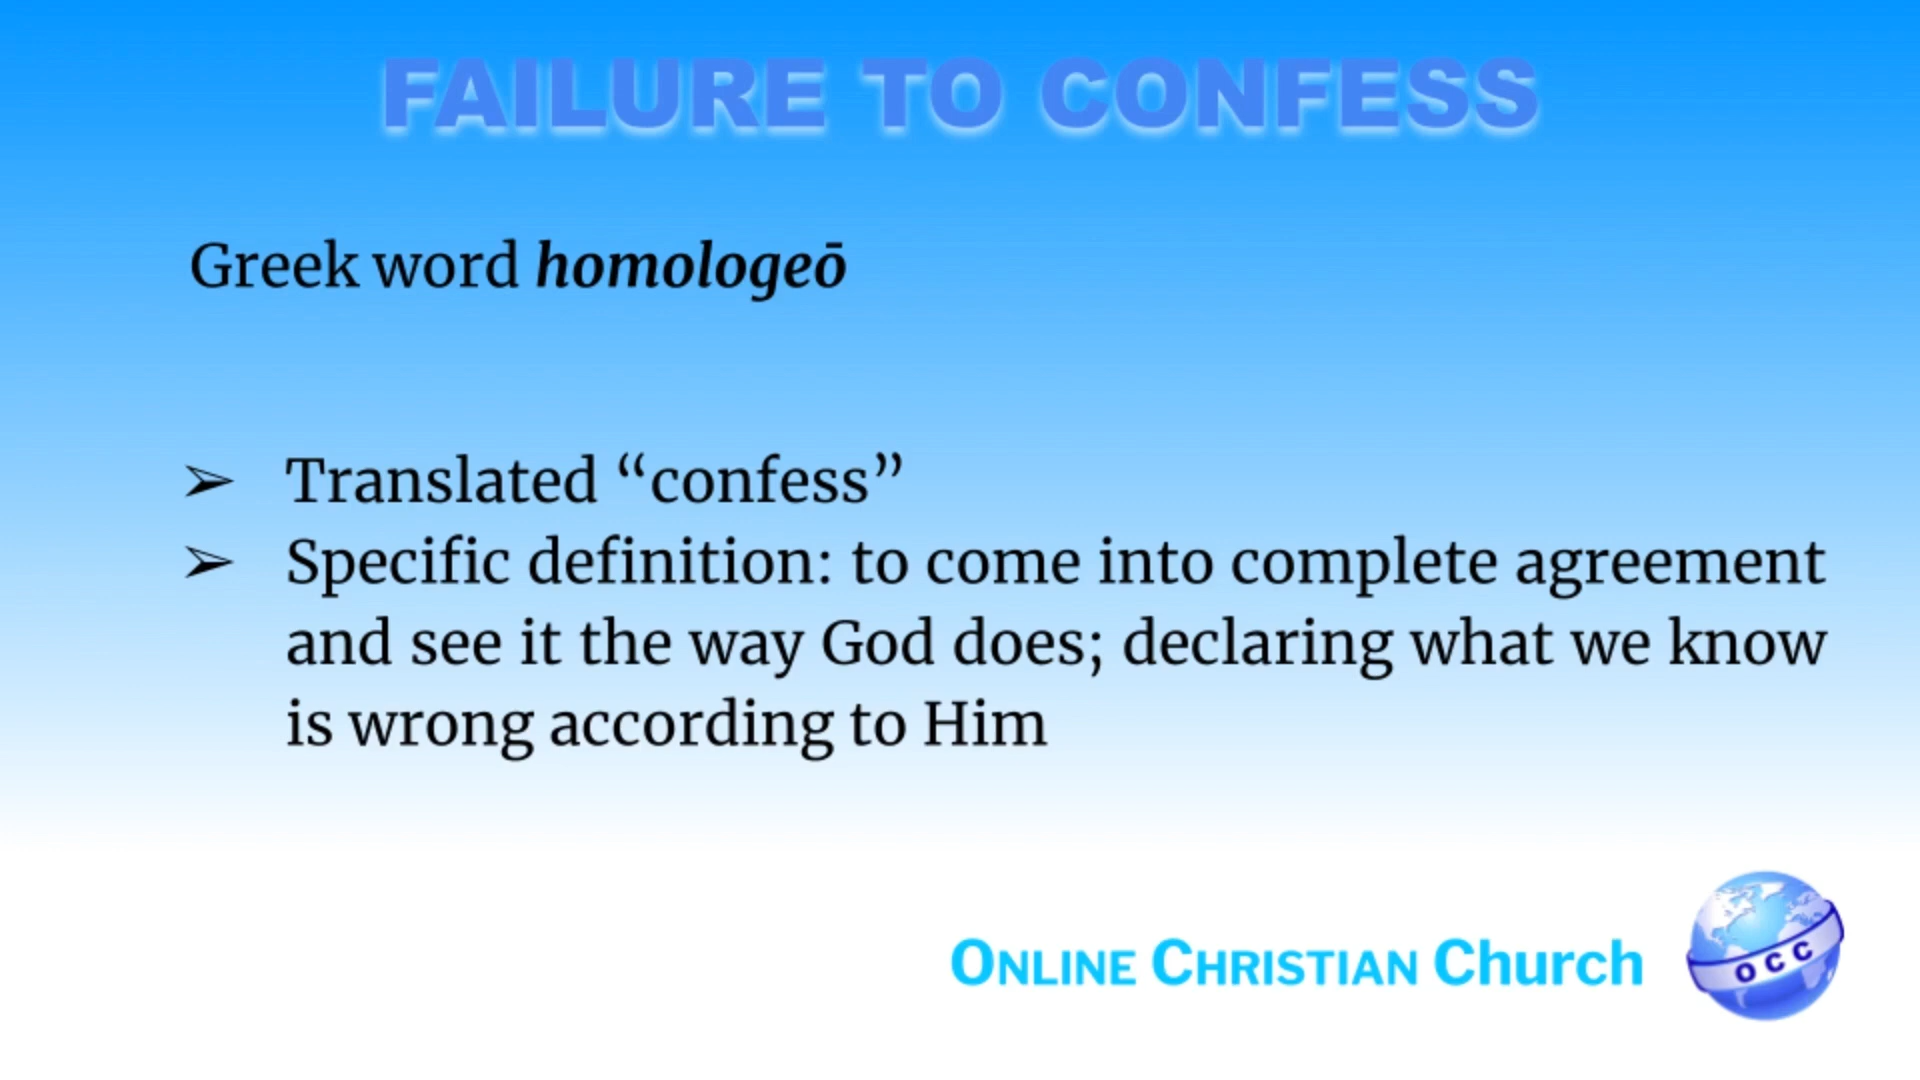 FAILURE TO CONFESS
Greek word homologeō
➢ Translated “confess”
➢ Specific definition: to come into complete agreement
and see it the way God does; declaring what we know
is wrong according to Him
ONLINE CHRISTIAN Church
OCC